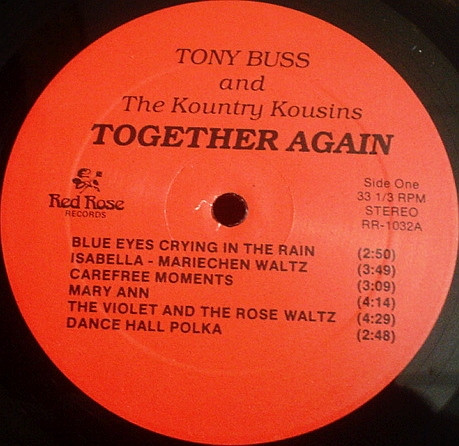 TONY BUSS
and
The Kountry Kousins
TOGETHER AGAIN
Red Rose
RECORDS
Side One
33 1/3 RPM
STEREO
RR-1032A
BLUE EYES CRYING IN THE RAIN (2:50)
ISABELLA - MARIECHEN WALTZ (3:49)
CAREFREE MOMENTS (3:09)
MARY ANN (4:14)
THE VIOLET AND THE ROSE WALTZ (4:29)
DANCE HALL POLKA (2:48)